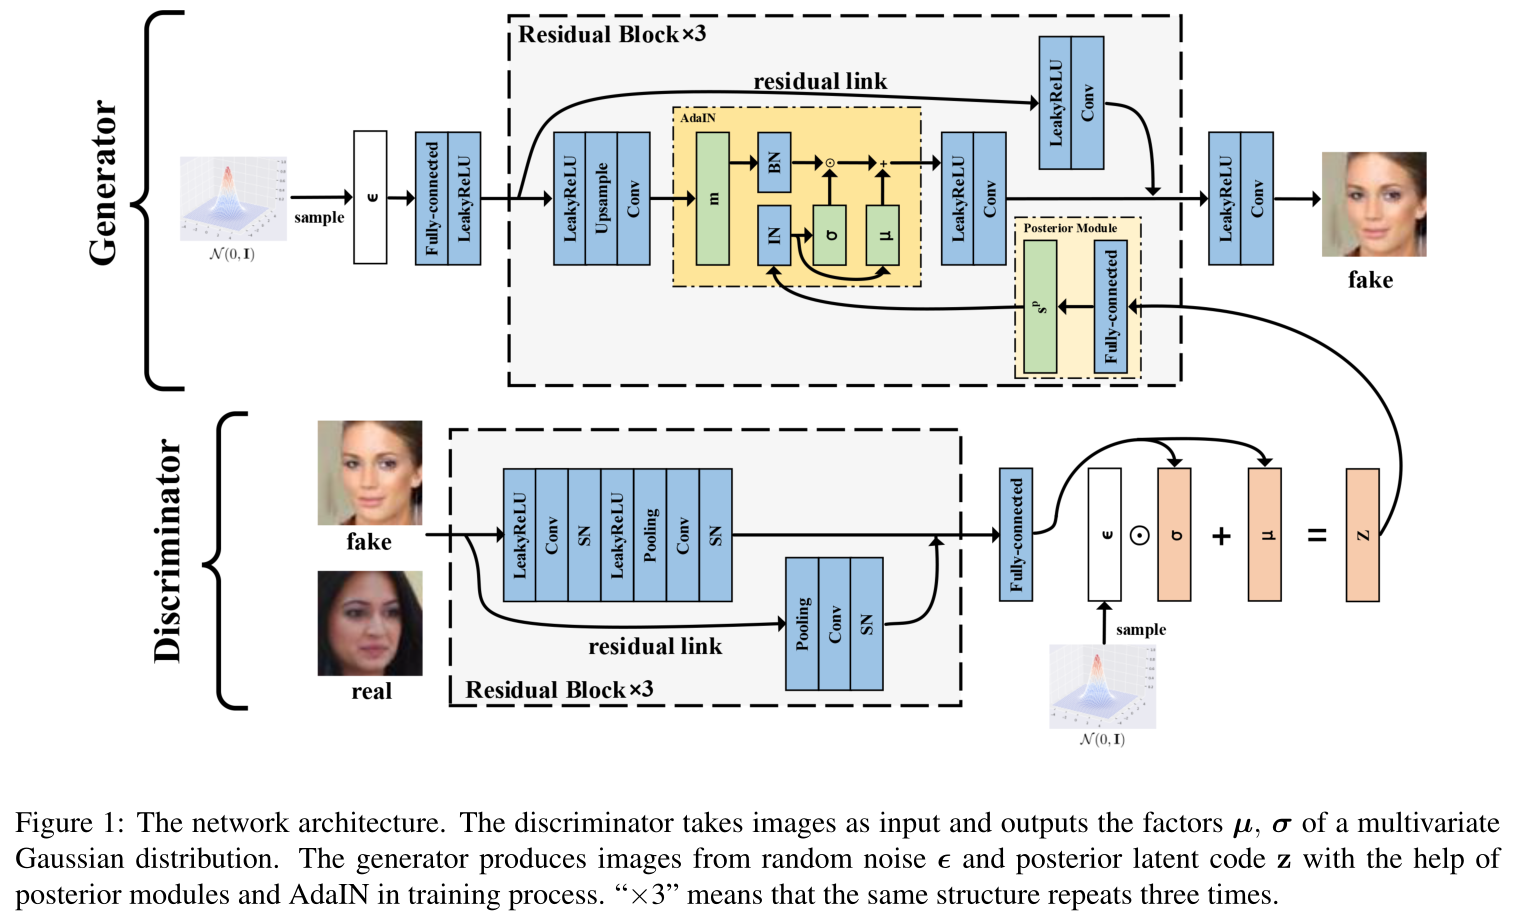 Generator
N(0, I)
sample
ϵ
Fully-connected
LeakyReLU
Residual Block×3
residual link
LeakyReLU
Upsample
Conv
AdaIN
m
BN
IN
⊙
+
σ
μ
LeakyReLU
Conv
LeakyReLU
Conv
Posterior Module
sᵖ
Fully-connected
LeakyReLU
Conv
fake
Discriminator
fake
real
LeakyReLU
Conv
SN
LeakyReLU
Pooling
Conv
SN
residual link
Pooling
Conv
SN
Residual Block×3
Fully-connected
ϵ ⊙ σ + μ = z
sample
N(0, I)
Figure 1: The network architecture. The discriminator takes images as input and outputs the factors μ, σ of a multivariate
Gaussian distribution. The generator produces images from random noise ϵ and posterior latent code z with the help of
posterior modules and AdaIN in training process. “×3” means that the same structure repeats three times.